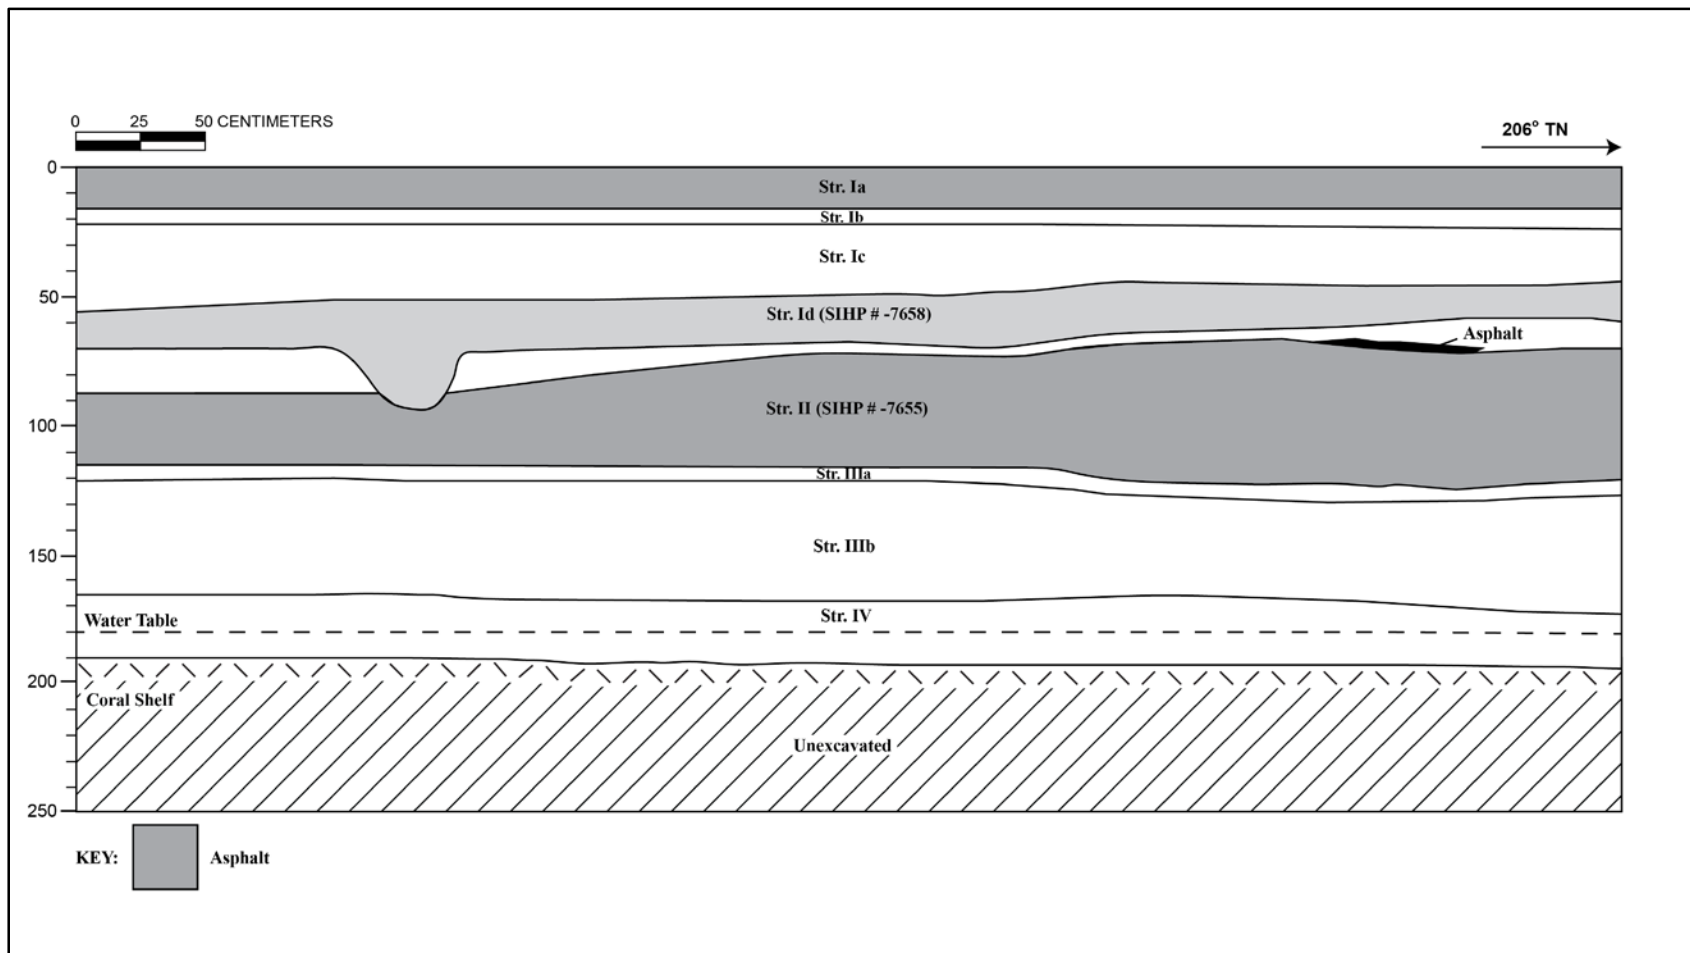 0 25 50 CENTIMETERS
206° TN
0
Str. Ia
Str. Ib
Str. Ic
50
Str. Id (SIHP # -7658)
Asphalt
Str. II (SIHP # -7655)
100
Str. IIIa
Str. IIIb
150
Str. IV
Water Table
200
Coral Shelf
Unexcavated
250
KEY: Asphalt